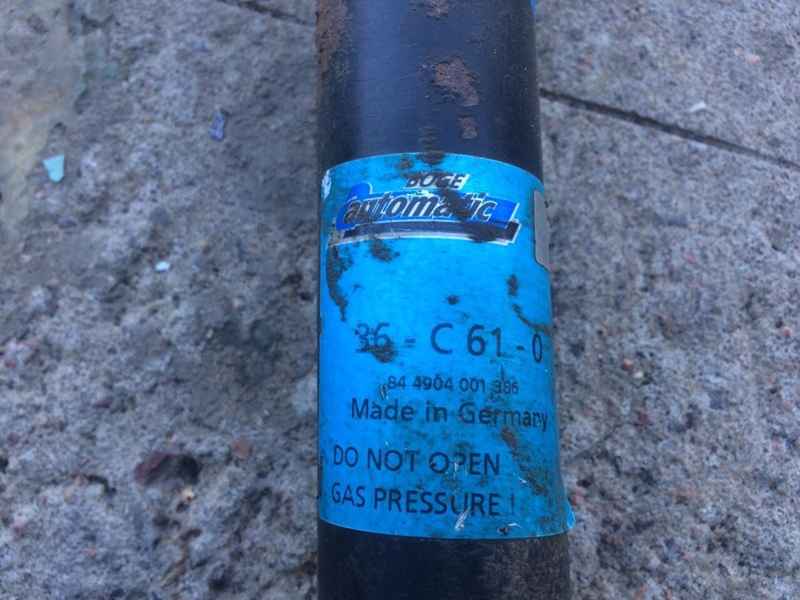 BOGE
automatic
36 - C 61 - 0
84 4904 001 386
Made in Germany
DO NOT OPEN
GAS PRESSURE !